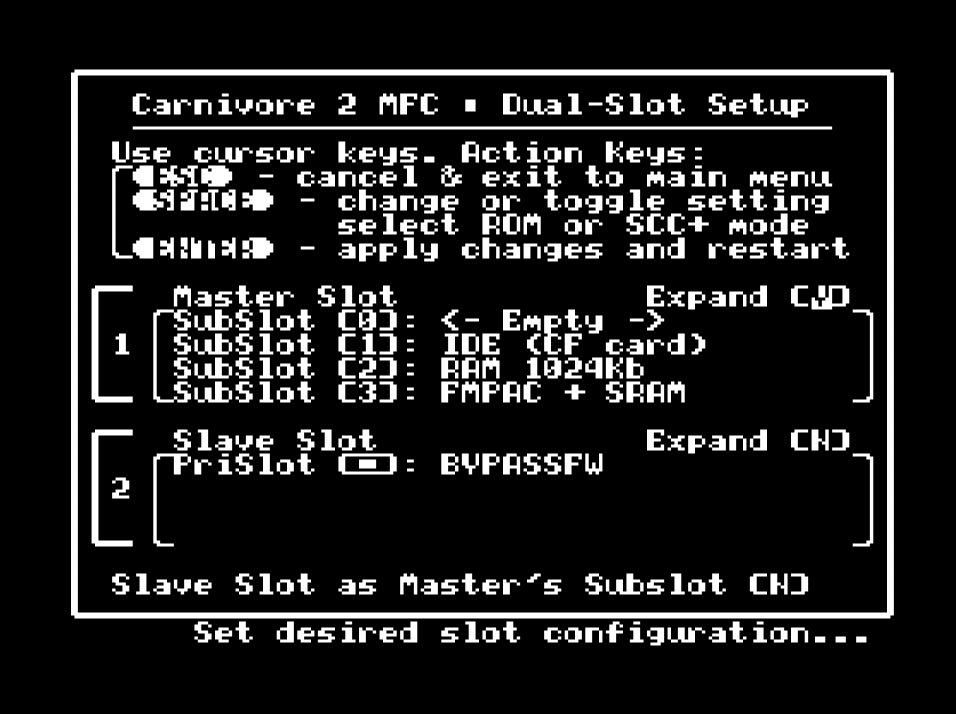 Carnivore 2 MFC ▪ Dual-Slot Setup
Use cursor keys. Action Keys:
ESC - cancel & exit to main menu
SPACE - change or toggle setting
select ROM or SCC+ mode
ENTER - apply changes and restart
Master Slot Expand [Y]
SubSlot [0]: <- Empty ->
1 SubSlot [1]: IDE (CF card)
SubSlot [2]: RAM 1024Kb
SubSlot [3]: FMPAC + SRAM
Slave Slot Expand [N]
PriSlot [▪]: BYPASSFW
2
Slave Slot as Master's Subslot [N]
Set desired slot configuration...